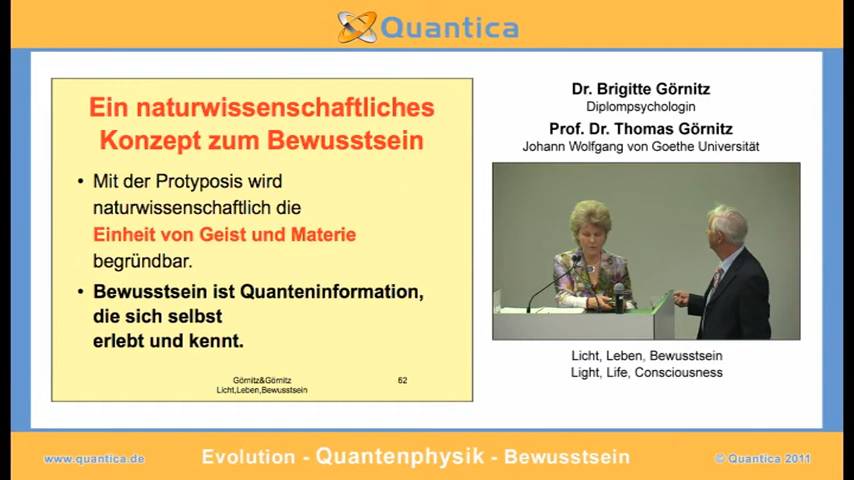 Quantica
Ein naturwissenschaftliches
Konzept zum Bewusstsein
• Mit der Protyposis wird
naturwissenschaftlich die
Einheit von Geist und Materie
begründbar.
• Bewusstsein ist Quanteninformation,
die sich selbst
erlebt und kennt.
Görnitz&Görnitz
Licht,Leben,Bewusstsein
62
Dr. Brigitte Görnitz
Diplompsychologin
Prof. Dr. Thomas Görnitz
Johann Wolfgang von Goethe Universität
Licht, Leben, Bewusstsein
Light, Life, Consciousness
www.quantica.de
Evolution - Quantenphysik - Bewusstsein
© Quantica 2011